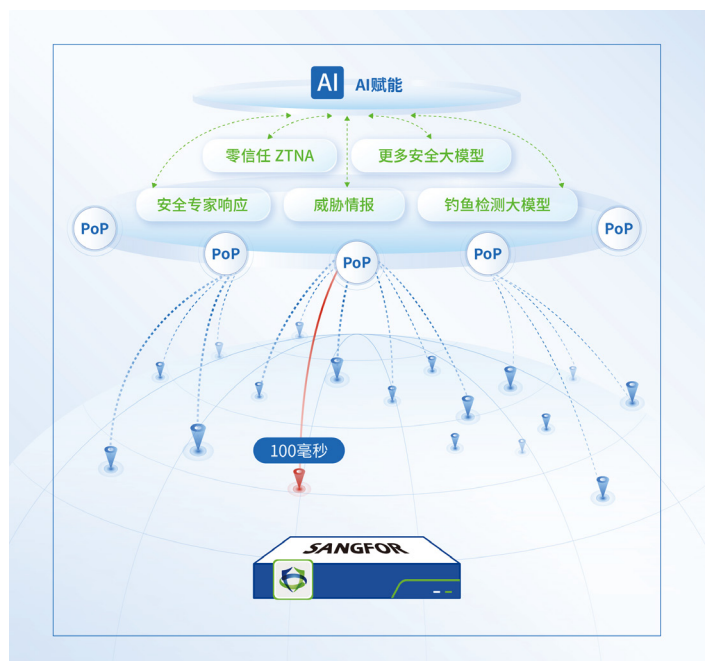 AI
AI赋能
零信任 ZTNA
更多安全大模型
安全专家响应
威胁情报
钓鱼检测大模型
PoP
PoP
PoP
PoP
PoP
100毫秒
SANGFOR